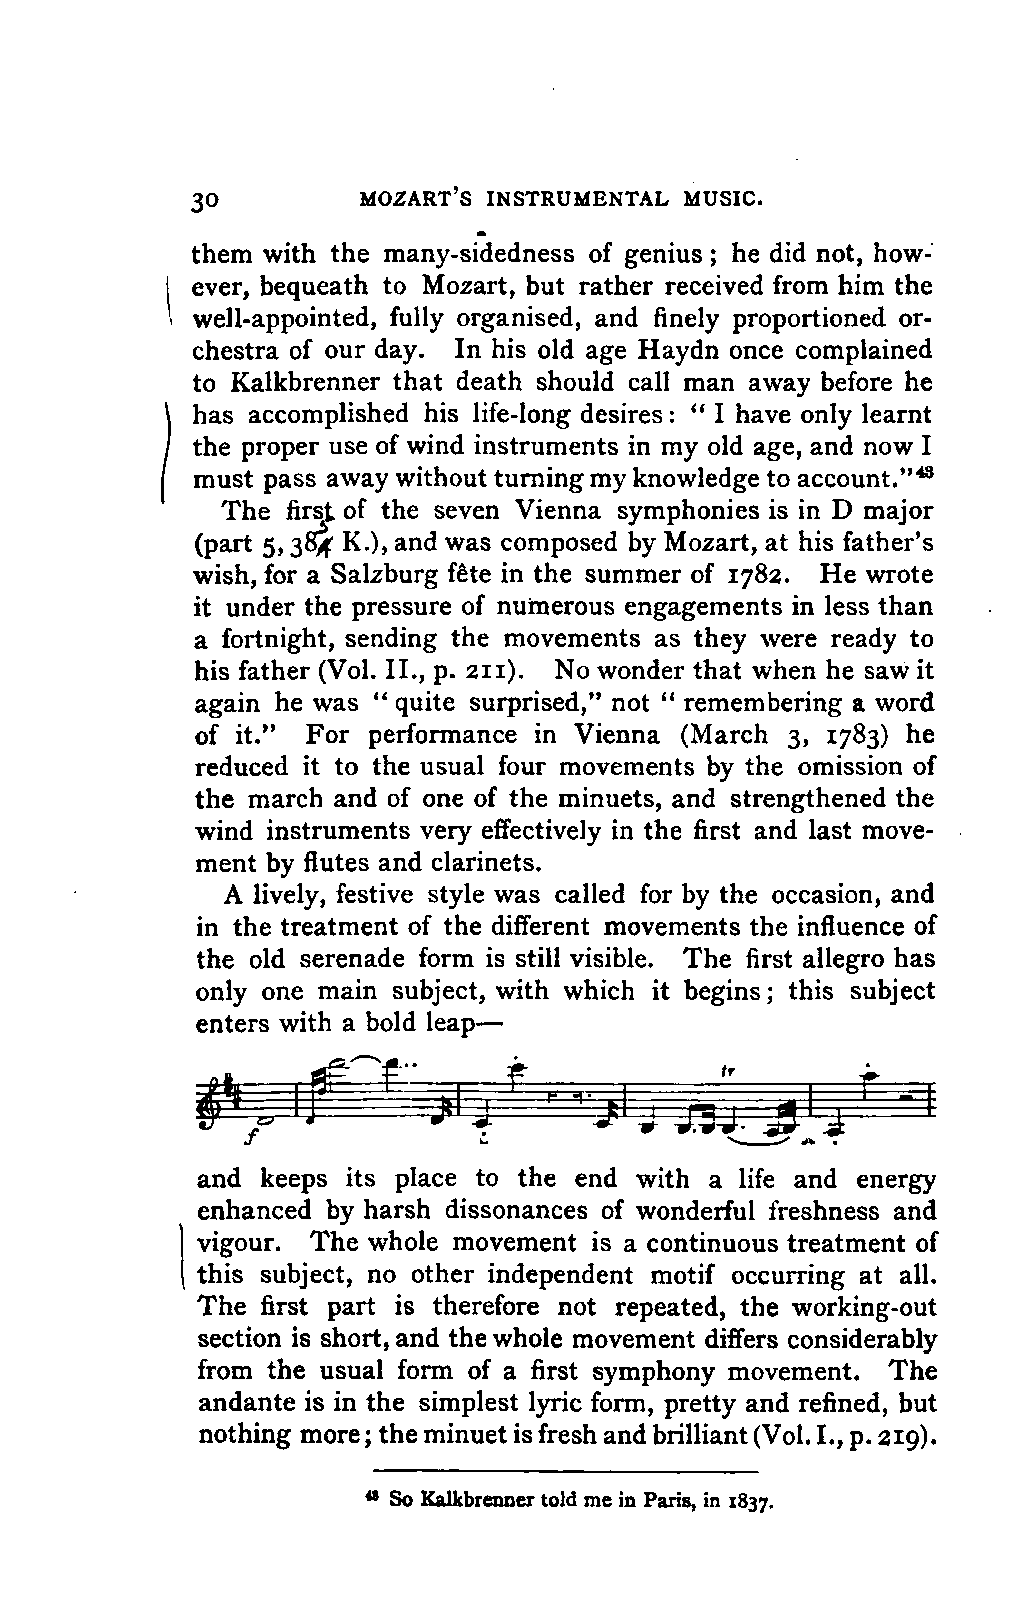 30 MOZART'S INSTRUMENTAL MUSIC.
them with the many-sidedness of genius; he did not, how-
ever, bequeath to Mozart, but rather received from him the
well-appointed, fully organised, and finely proportioned or-
chestra of our day. In his old age Haydn once complained
to Kalkbrenner that death should call man away before he
has accomplished his life-long desires: "I have only learnt
the proper use of wind instruments in my old age, and now I
must pass away without turning my knowledge to account."⁴³
The first of the seven Vienna symphonies is in D major
(part 5, 38 K.), and was composed by Mozart, at his father's
wish, for a Salzburg fête in the summer of 1782. He wrote
it under the pressure of numerous engagements in less than
a fortnight, sending the movements as they were ready to
his father (Vol. II., p. 211). No wonder that when he saw it
again he was "quite surprised," not "remembering a word
of it." For performance in Vienna (March 3, 1783) he
reduced it to the usual four movements by the omission of
the march and of one of the minuets, and strengthened the
wind instruments very effectively in the first and last move-
ment by flutes and clarinets.
A lively, festive style was called for by the occasion, and
in the treatment of the different movements the influence of
the old serenade form is still visible. The first allegro has
only one main subject, with which it begins; this subject
enters with a bold leap—
tr
f
and keeps its place to the end with a life and energy
enhanced by harsh dissonances of wonderful freshness and
vigour. The whole movement is a continuous treatment of
this subject, no other independent motif occurring at all.
The first part is therefore not repeated, the working-out
section is short, and the whole movement differs considerably
from the usual form of a first symphony movement. The
andante is in the simplest lyric form, pretty and refined, but
nothing more; the minuet is fresh and brilliant (Vol. I., p. 219).
⁴³ So Kalkbrenner told me in Paris, in 1837.